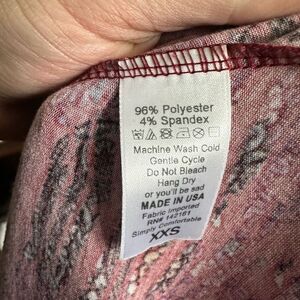 96% Polyester
4% Spandex
Machine Wash Cold
Gentle Cycle
Do Not Bleach
Hang Dry
or you'll be sad
MADE IN USA
Fabric imported
RN# 142161
Simply Comfortable
XXS